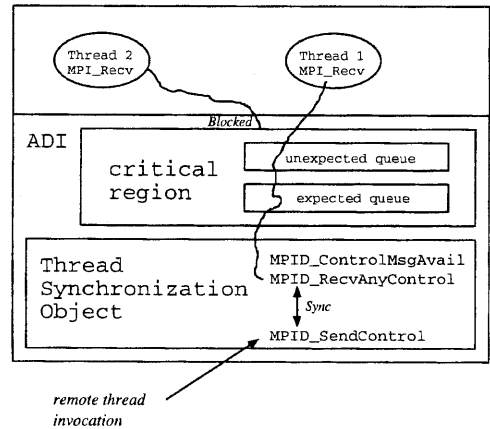 Thread 2
MPI_Recv
Thread 1
MPI_Recv
Blocked
ADI
critical
region
unexpected queue
expected queue
Thread
Synchronization
Object
MPID_ControlMsgAvail
MPID_RecvAnyControl
Sync
MPID_SendControl
remote thread
invocation